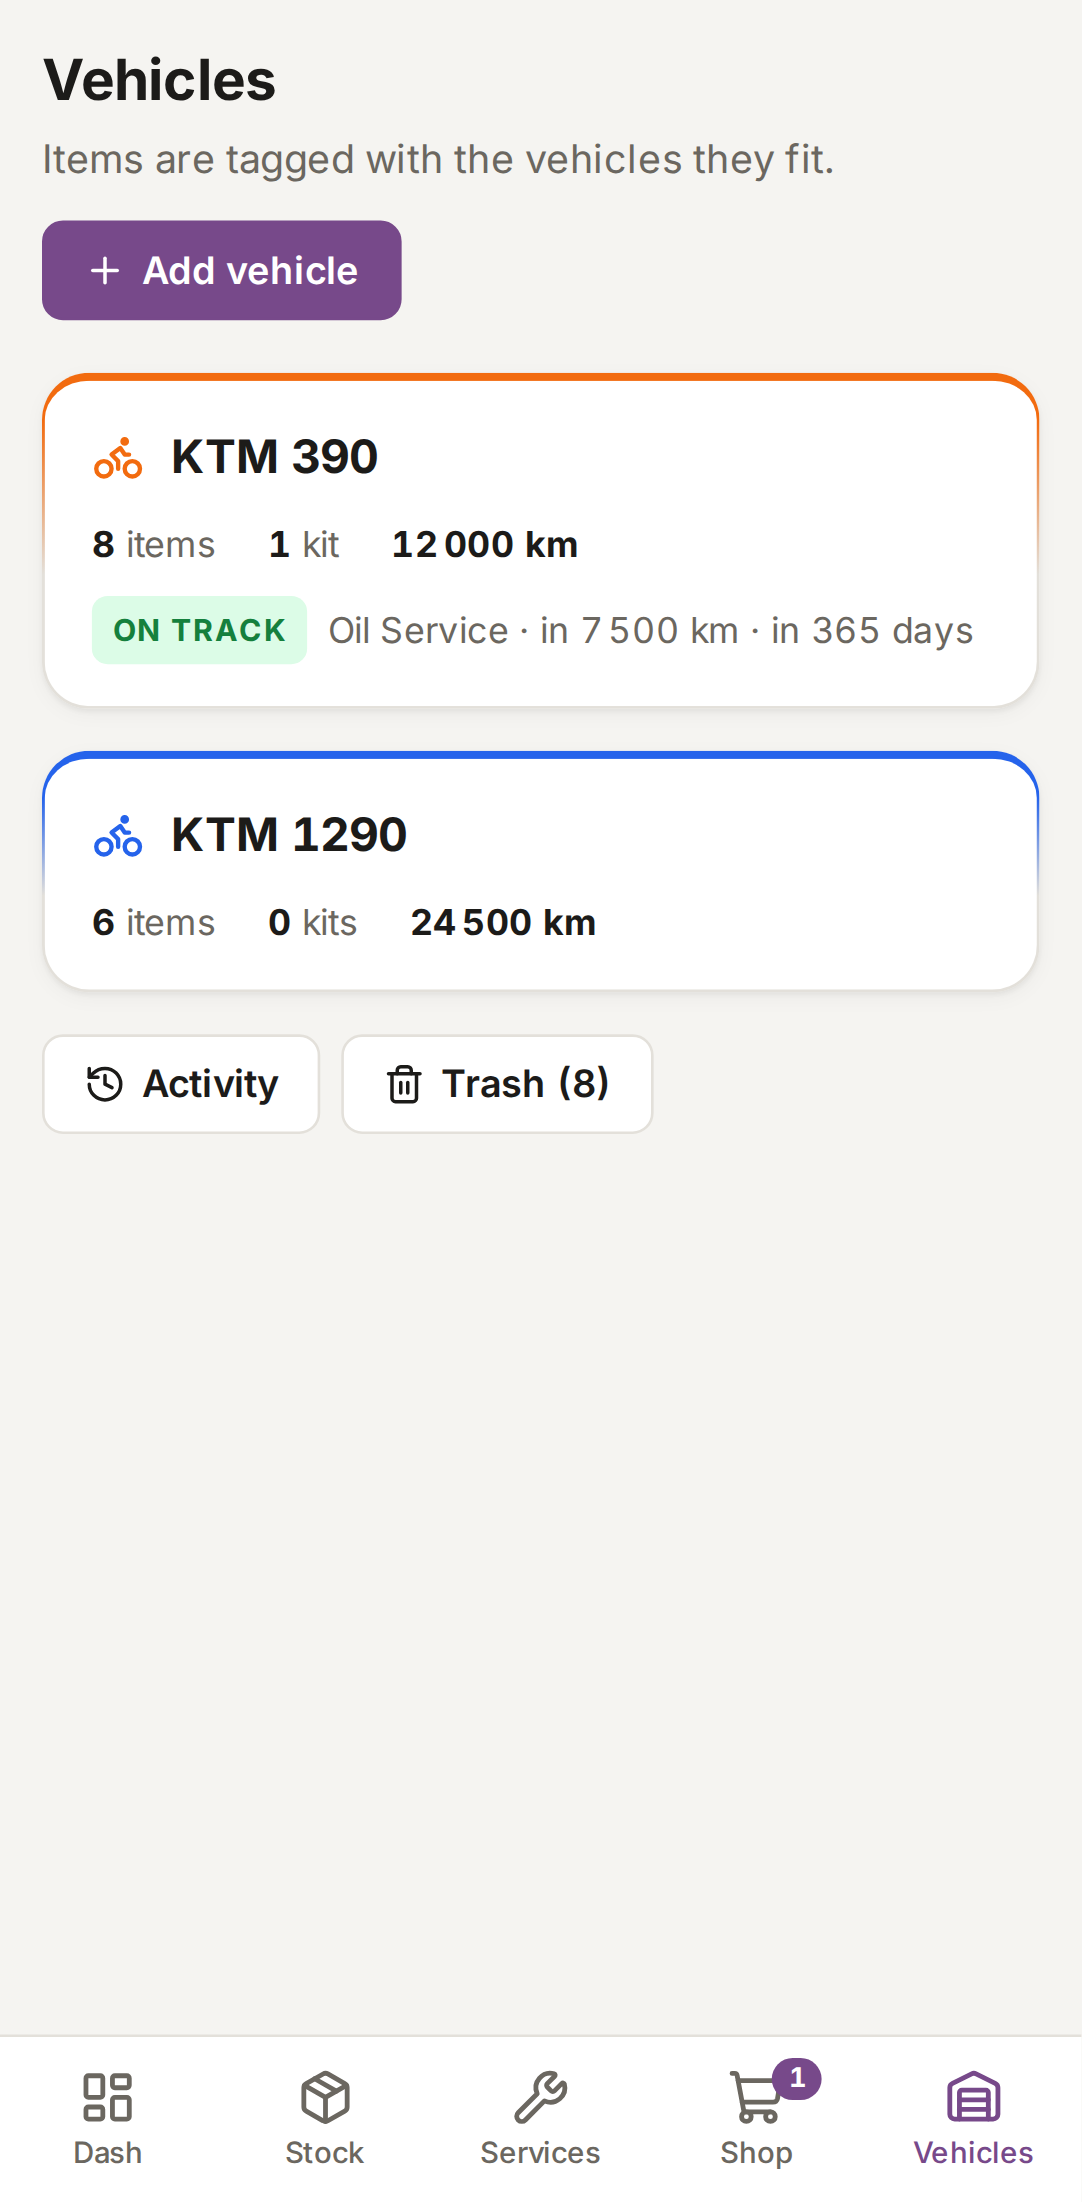 Vehicles
Items are tagged with the vehicles they fit.
Add vehicle
KTM 390
8 items 1 kit 12 000 km
ON TRACK Oil Service · in 7 500 km · in 365 days
KTM 1290
6 items 0 kits 24 500 km
Activity Trash (8)
1
Dash Stock Services Shop Vehicles